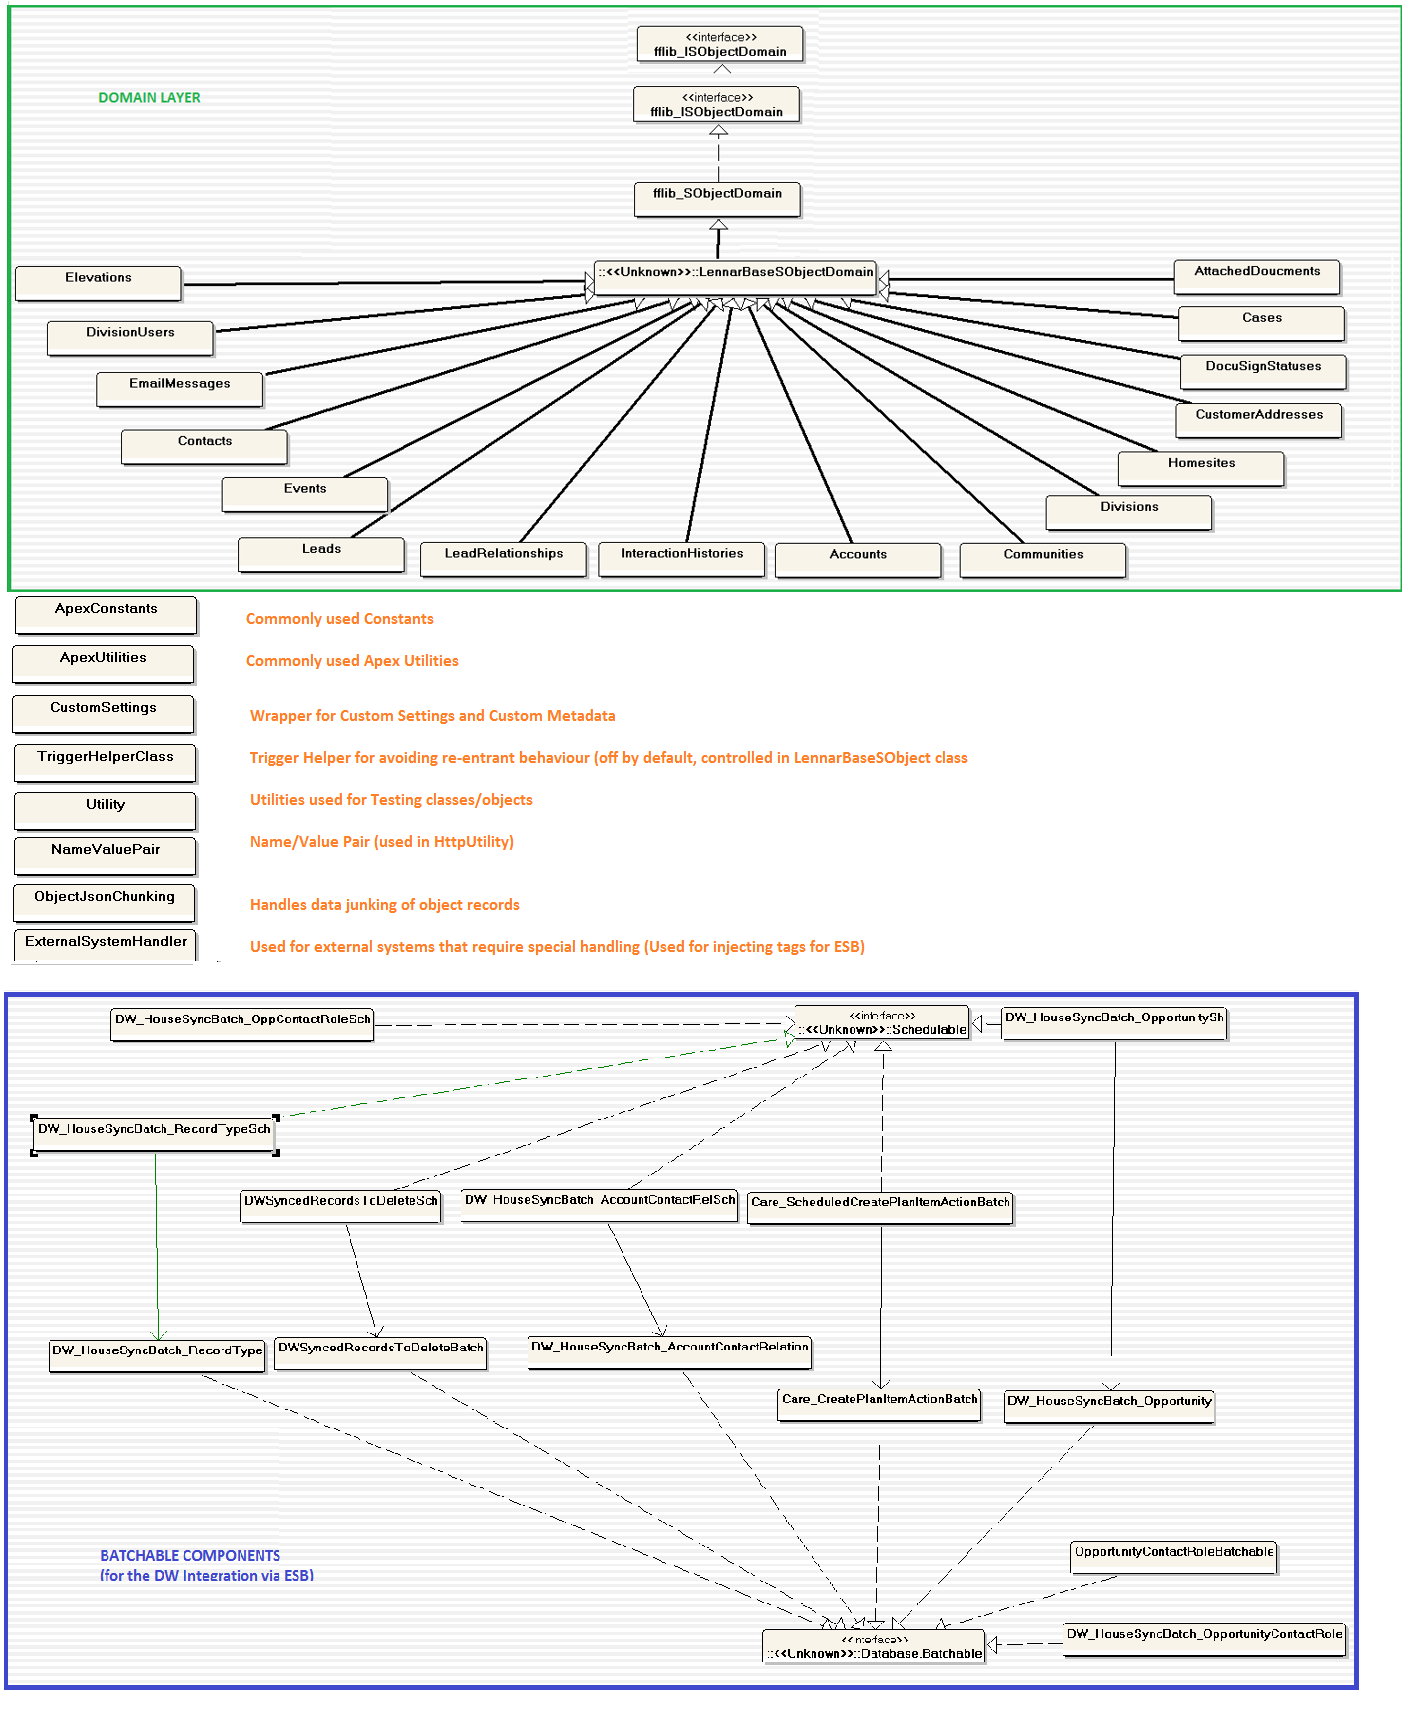 <<interface>>
fflib_ISObjectDomain
DOMAIN LAYER
<<interface>>
fflib_ISObjectDomain
fflib_SObjectDomain
::<<Unknown>>::LennarBaseSObjectDomain
Elevations
AttachedDoucments
DivisionUsers
Cases
EmailMessages
DocuSignStatuses
Contacts
CustomerAddresses
Events
Homesites
Leads
Divisions
LeadRelationships
InteractionHistories
Accounts
Communities
ApexConstants
Commonly used Constants
ApexUtilities
Commonly used Apex Utilities
CustomSettings
Wrapper for Custom Settings and Custom Metadata
TriggerHelperClass
Trigger Helper for avoiding re-entrant behaviour (off by default, controlled in LennarBaseSObject class
Utility
Utilities used for Testing classes/objects
NameValuePair
Name/Value Pair (used in HttpUtility)
ObjectJsonChunking
Handles data junking of object records
ExternalSystemHandler
Used for external systems that require special handling (Used for injecting tags for ESB)
DW_HouseSyncBatch_OppContactRoleSch
<<interface>>
::<<Unknown>>::Schedulable
DW_HouseSyncBatch_OpportunitySh
DW_HouseSyncBatch_RecordTypeSch
DWSyncedRecordsToDeleteSch
DW_HouseSyncBatch_AccountContactRelSch
Care_ScheduledCreatePlanItemActionBatch
DW_HouseSyncBatch_RecordType
DWSyncedRecordsToDeleteBatch
DW_HouseSyncBatch_AccountContactRelation
Care_CreatePlanItemActionBatch
DW_HouseSyncBatch_Opportunity
BATCHABLE COMPONENTS
(for the DW Integration via ESB)
OpportunityContactRoleBatchable
<<interface>>
::<<Unknown>>::Database.Batchable
DW_HouseSyncBatch_OpportunityContactRole